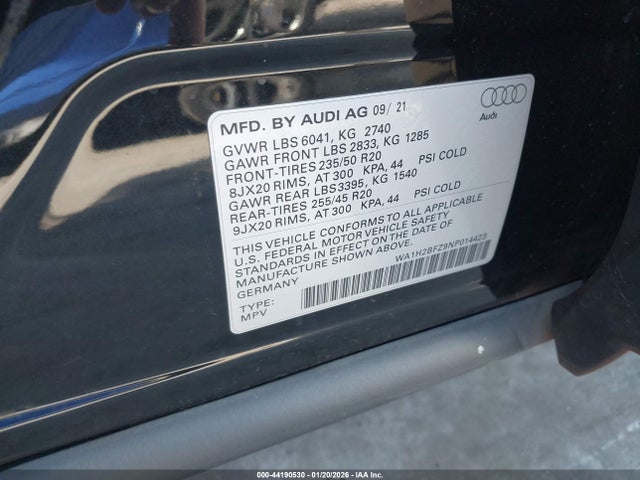 MFD. BY AUDI AG 09/ 21
Audi
GVWR LBS 6041, KG 2740
GAWR FRONT LBS 2833, KG 1285
FRONT-TIRES 235/50 R20
8JX20 RIMS, AT 300 KPA, 44 PSI COLD
GAWR REAR LBS3395, KG 1540
REAR-TIRES 255/45 R20
9JX20 RIMS, AT 300 KPA, 44 PSI COLD
THIS VEHICLE CONFORMS TO ALL APPLICABLE
U.S. FEDERAL MOTOR VEHICLE SAFETY
STANDARDS IN EFFECT ON THE DATE OF
MANUFACTURE SHOWN ABOVE.
GERMANY
WA1H2BFZ9NP014423
TYPE:
MPV
000-44190530 - 01/20/2026 - IAA Inc.